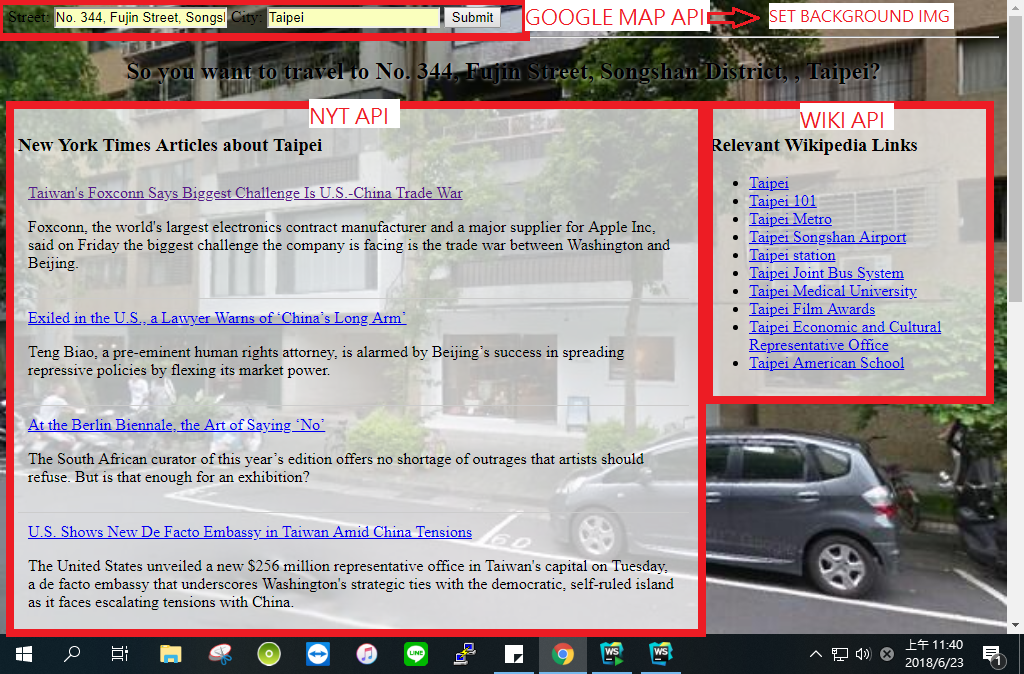 Street: No. 344, Fujin Street, Songsl City: Taipei Submit
GOOGLE MAP API
SET BACKGROUND IMG
So you want to travel to No. 344, Fujin Street, Songshan District, , Taipei?
NYT API
New York Times Articles about Taipei
Taiwan's Foxconn Says Biggest Challenge Is U.S.-China Trade War
Foxconn, the world's largest electronics contract manufacturer and a major supplier for Apple Inc,
said on Friday the biggest challenge the company is facing is the trade war between Washington and
Beijing.
Exiled in the U.S., a Lawyer Warns of ‘China’s Long Arm’
Teng Biao, a pre-eminent human rights attorney, is alarmed by Beijing’s success in spreading
repressive policies by flexing its market power.
At the Berlin Biennale, the Art of Saying ‘No’
The South African curator of this year’s edition offers no shortage of outrages that artists should
refuse. But is that enough for an exhibition?
U.S. Shows New De Facto Embassy in Taiwan Amid China Tensions
The United States unveiled a new $256 million representative office in Taiwan's capital on Tuesday,
a de facto embassy that underscores Washington's strategic ties with the democratic, self-ruled island
as it faces escalating tensions with China.
WIKI API
Relevant Wikipedia Links
Taipei
Taipei 101
Taipei Metro
Taipei Songshan Airport
Taipei station
Taipei Joint Bus System
Taipei Medical University
Taipei Film Awards
Taipei Economic and Cultural
Representative Office
Taipei American School
60
LINE
WS
WS
上午 11:40
2018/6/23
1